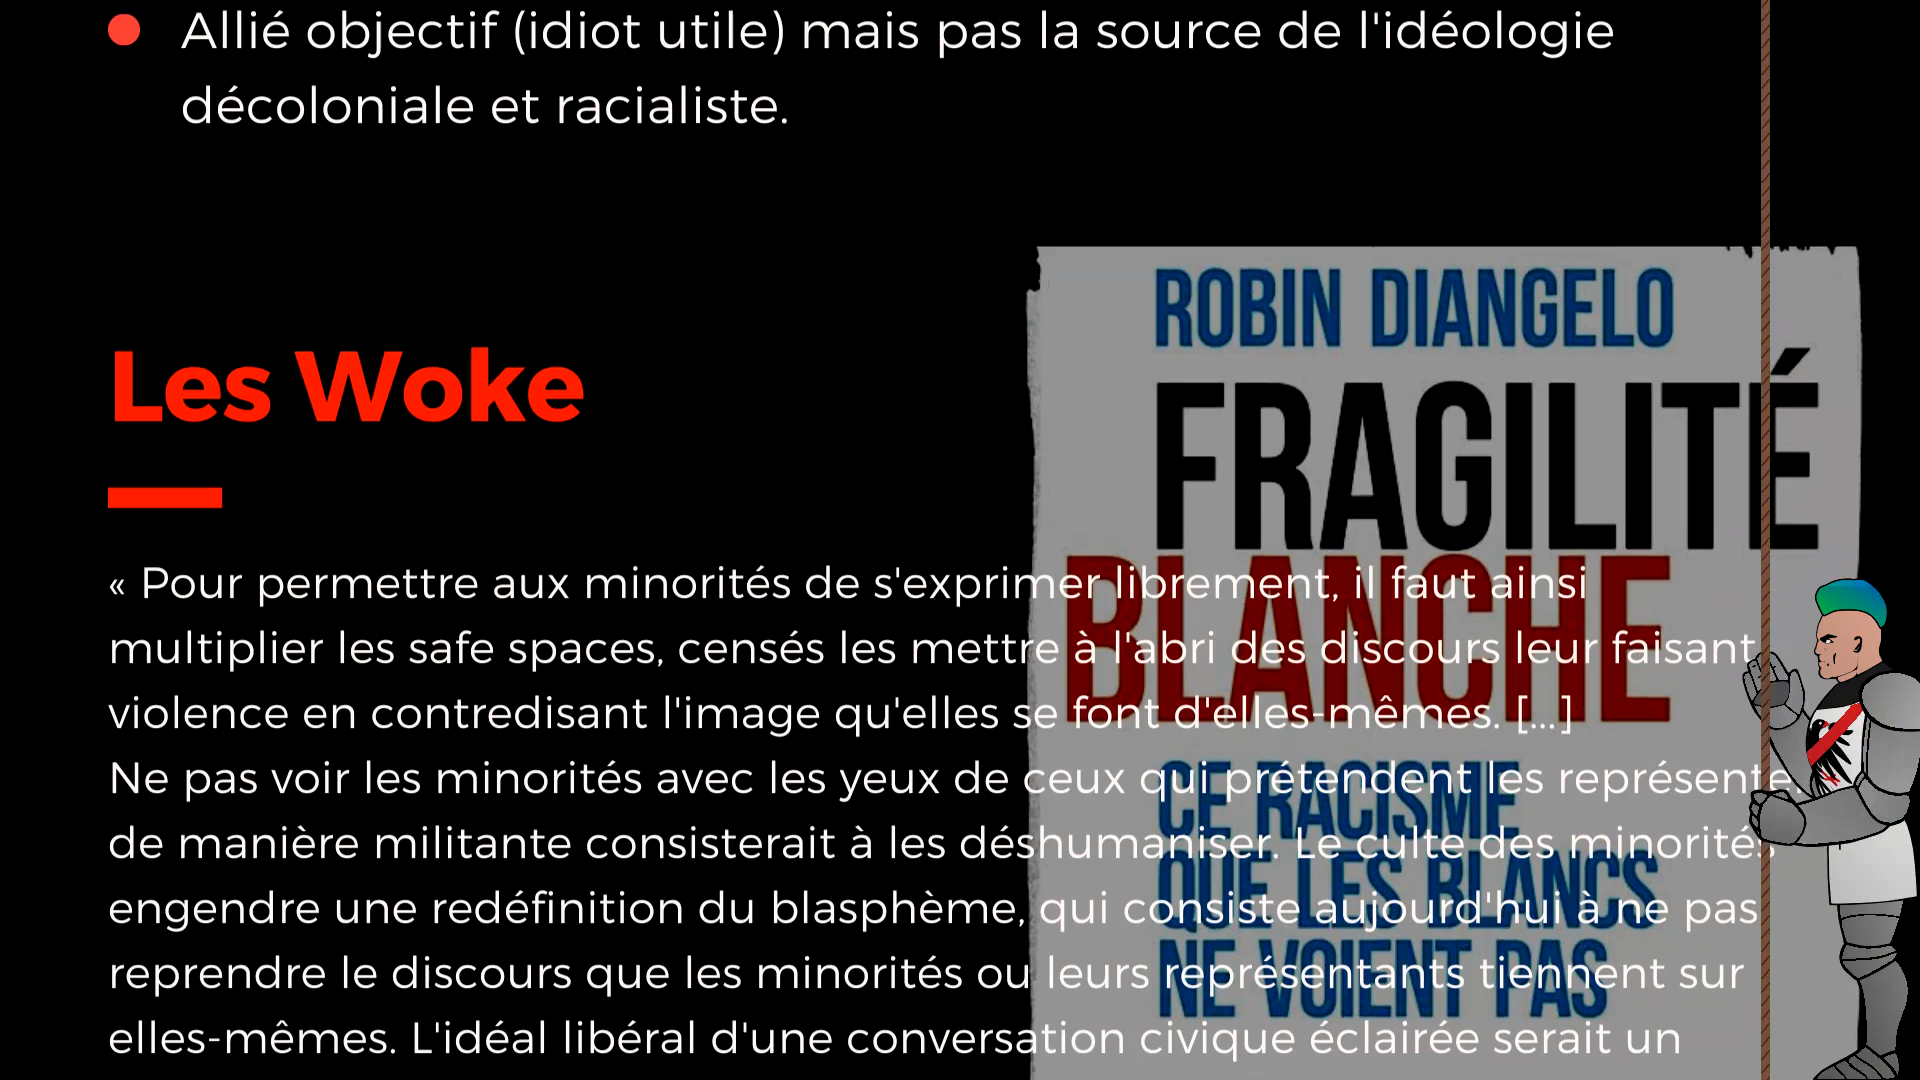 Allié objectif (idiot utile) mais pas la source de l'idéologie
décoloniale et racialiste.
ROBIN DIANGELO
FRAGILITÉ
BLANCHE
CE RACISME
QUE LES BLANCS
NE VOIENT PAS
Les Woke
« Pour permettre aux minorités de s'exprimer librement, il faut ainsi
multiplier les safe spaces, censés les mettre à l'abri des discours leur faisant
violence en contredisant l'image qu'elles se font d'elles-mêmes. [...]
Ne pas voir les minorités avec les yeux de ceux qui prétendent les
de manière militante consisterait à les déshumaniser. Le culte des minorités
engendre une redéfinition du blasphème, qui consiste aujourd'hui à ne pas
reprendre le discours que les minorités ou leurs représentants tiennent sur
elles-mêmes. L'idéal libéral d'une conversation civique éclairée serait un